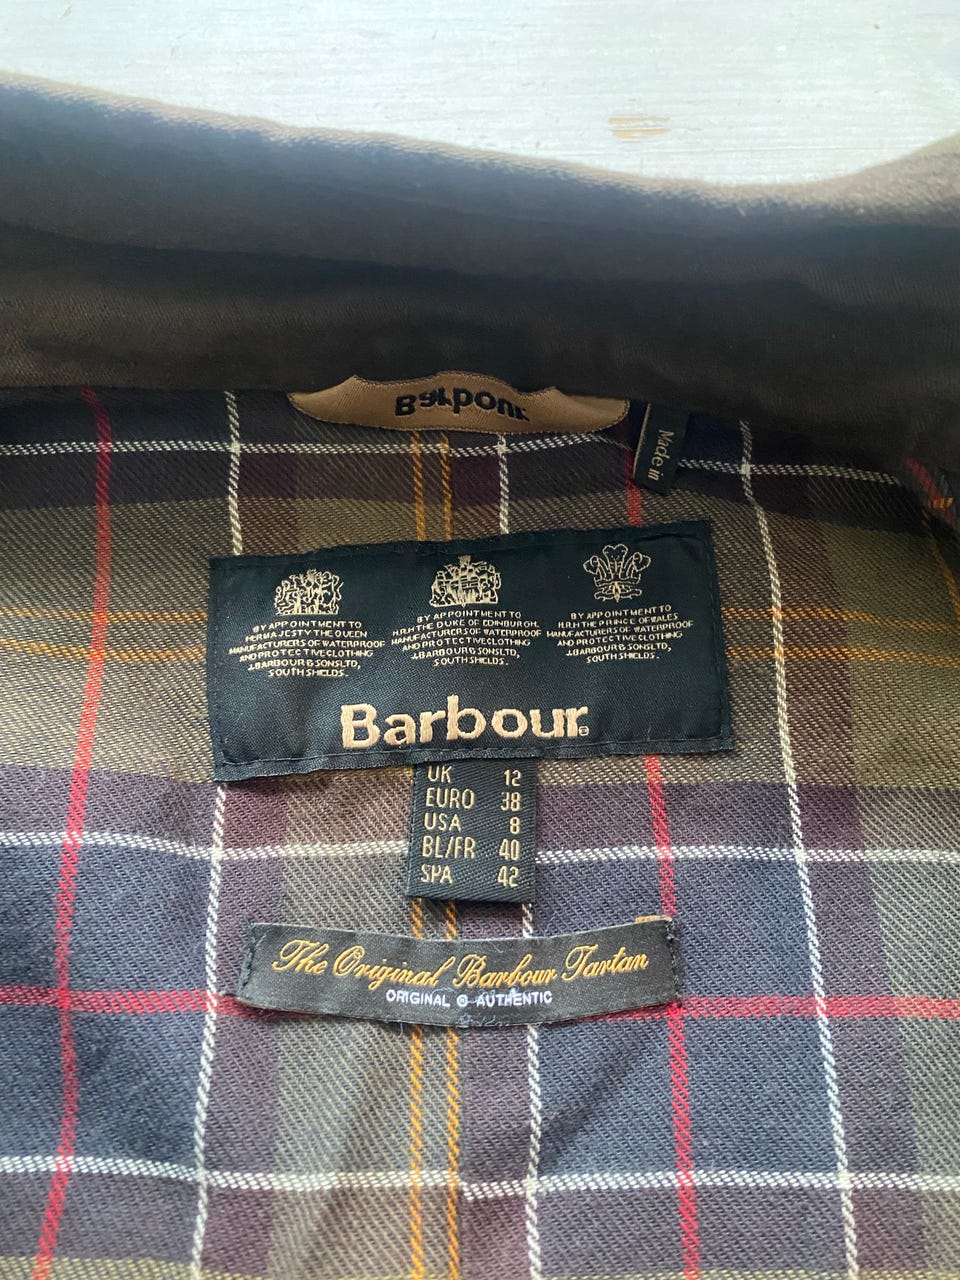 Barbour
Made in
BY APPOINTMENT TO
HER MAJESTY THE QUEEN
MANUFACTURERS OF WATERPROOF
AND PROTECTIVE CLOTHING
J.BARBOUR & SONS LTD,
SOUTH SHIELDS.
BY APPOINTMENT TO
H.R.H THE DUKE OF EDINBURGH.
MANUFACTURERS OF WATERPROOF
AND PROTECTIVE CLOTHING
J.BARBOUR & SONS LTD,
SOUTH SHIELDS.
BY APPOINTMENT TO
H.R.H THE PRINCE OF WALES
MANUFACTURERS OF WATERPROOF
AND PROTECTIVE CLOTHING
J.BARBOUR & SONS LTD,
SOUTH SHIELDS.
Barbour®
UK 12
EURO 38
USA 8
BL/FR 40
SPA 42
The Original Barbour Tartan
ORIGINAL & AUTHENTIC